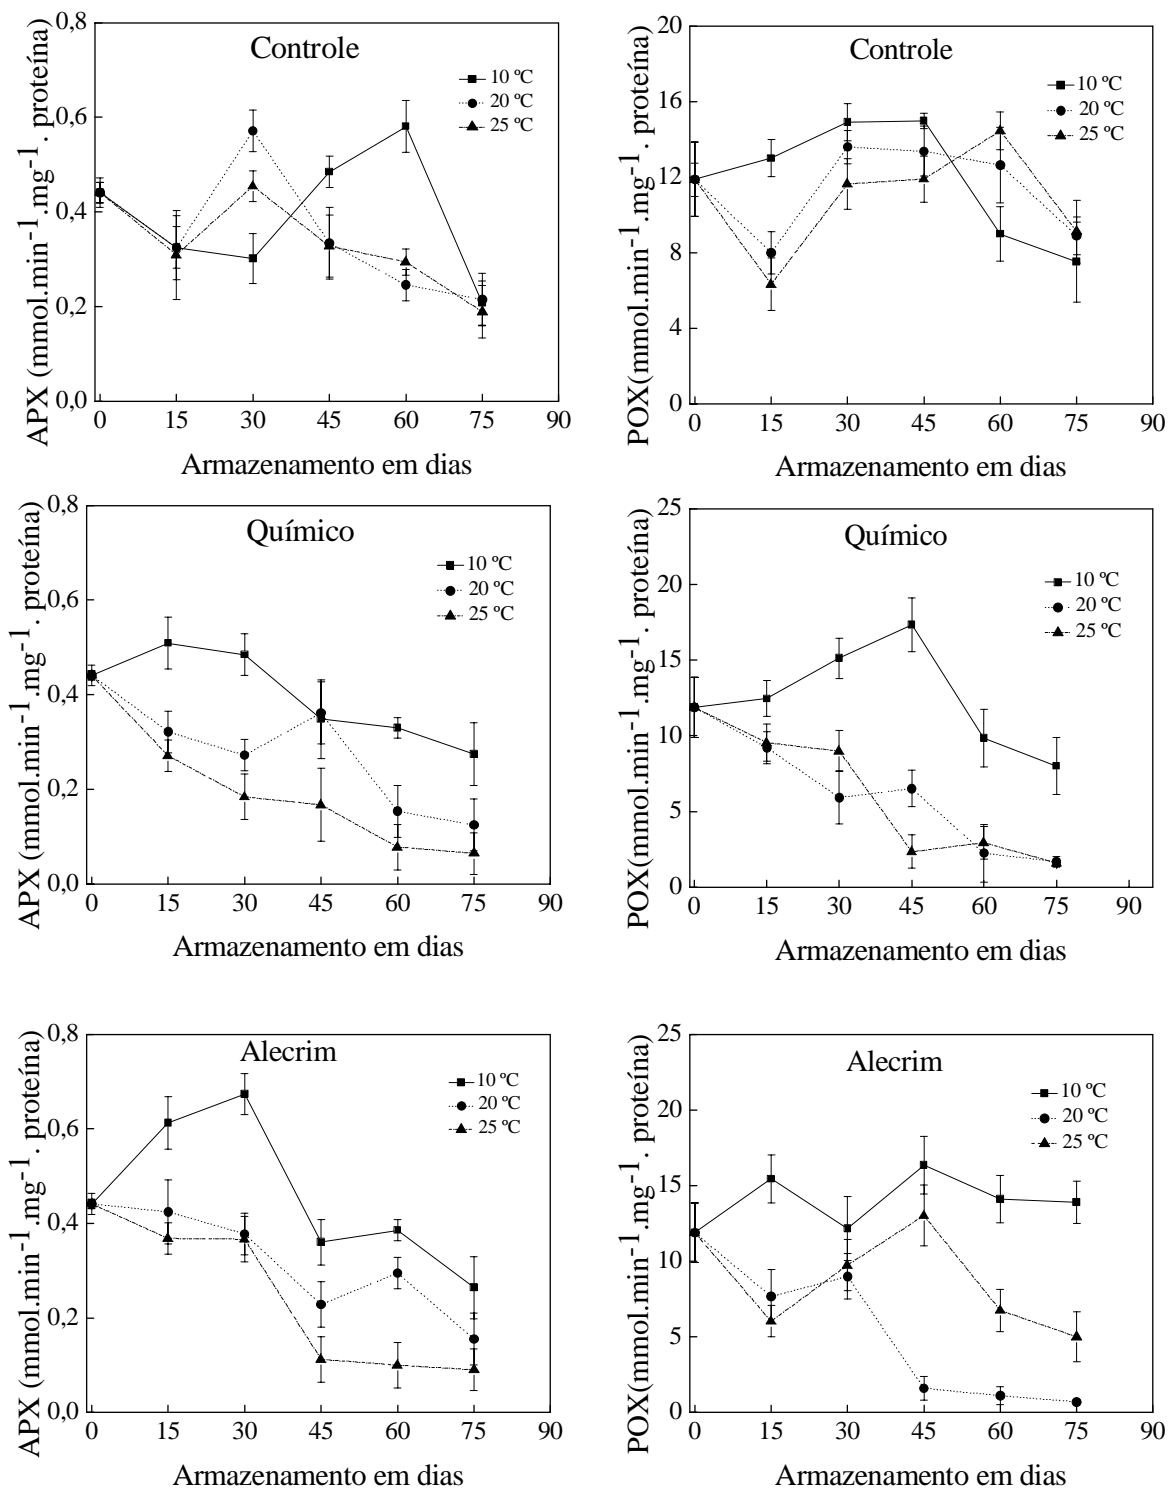 APX (mmol.min-1.mg-1. proteína)
0,8
0,6
0,4
0,2
0,0
Controle
10 ºC
20 ºC
25 ºC
0 15 30 45 60 75 90
Armazenamento em dias
POX(mmol.min-1.mg-1. proteína)
20
16
12
8
4
0
Controle
10 ºC
20 ºC
25 ºC
0 15 30 45 60 75 90
Armazenamento em dias
APX (mmol.min-1.mg-1. proteína)
0,8
0,6
0,4
0,2
0,0
Químico
10 ºC
20 ºC
25 ºC
0 15 30 45 60 75 90
Armazenamento em dias
POX(mmol.min-1.mg-1. proteína)
25
20
15
10
5
0
Químico
10 ºC
20 ºC
25 ºC
0 15 30 45 60 75 90
Armazenamento em dias
APX (mmol.min-1.mg-1. proteína)
0,8
0,6
0,4
0,2
0,0
Alecrim
10 ºC
20 ºC
25 ºC
0 15 30 45 60 75 90
Armazenamento em dias
POX(mmol.min-1.mg-1. proteína)
25
20
15
10
5
0
Alecrim
10 ºC
20 ºC
25 ºC
0 15 30 45 60 75 90
Armazenamento em dias